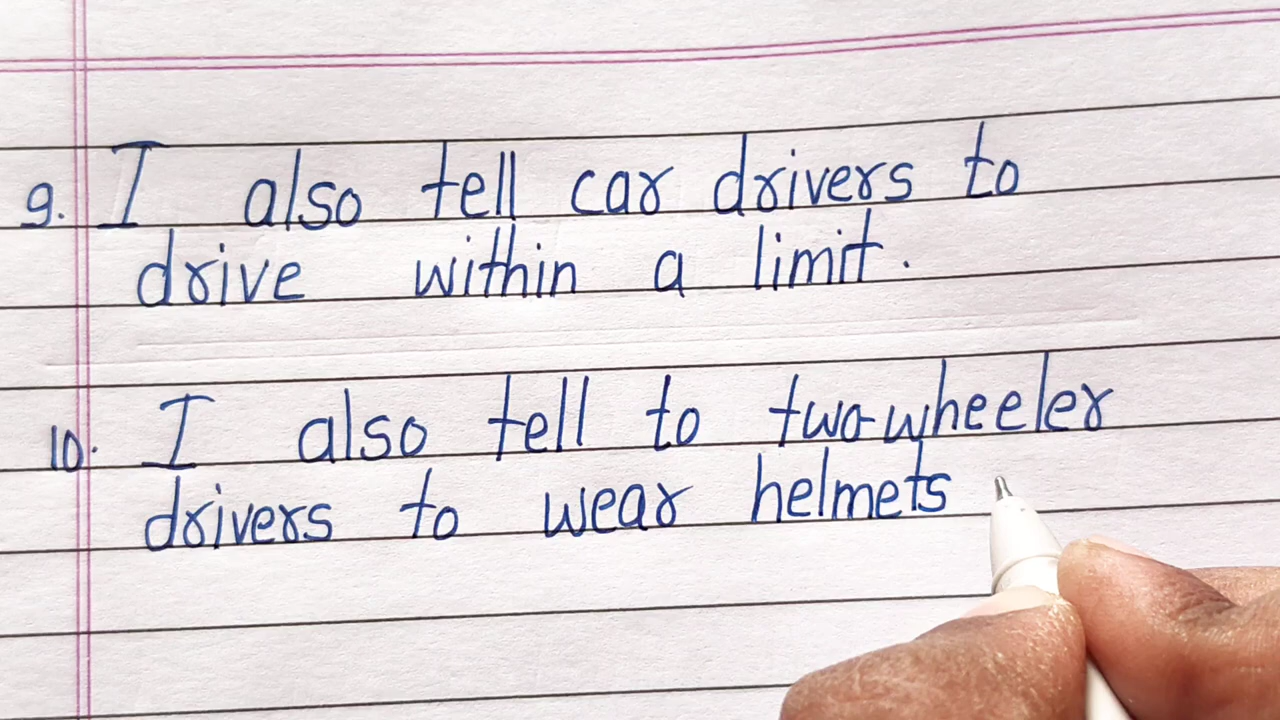 9. I also tell car drivers to
drive within a limit.
10. I also tell to two-wheeler
drivers to wear helmets